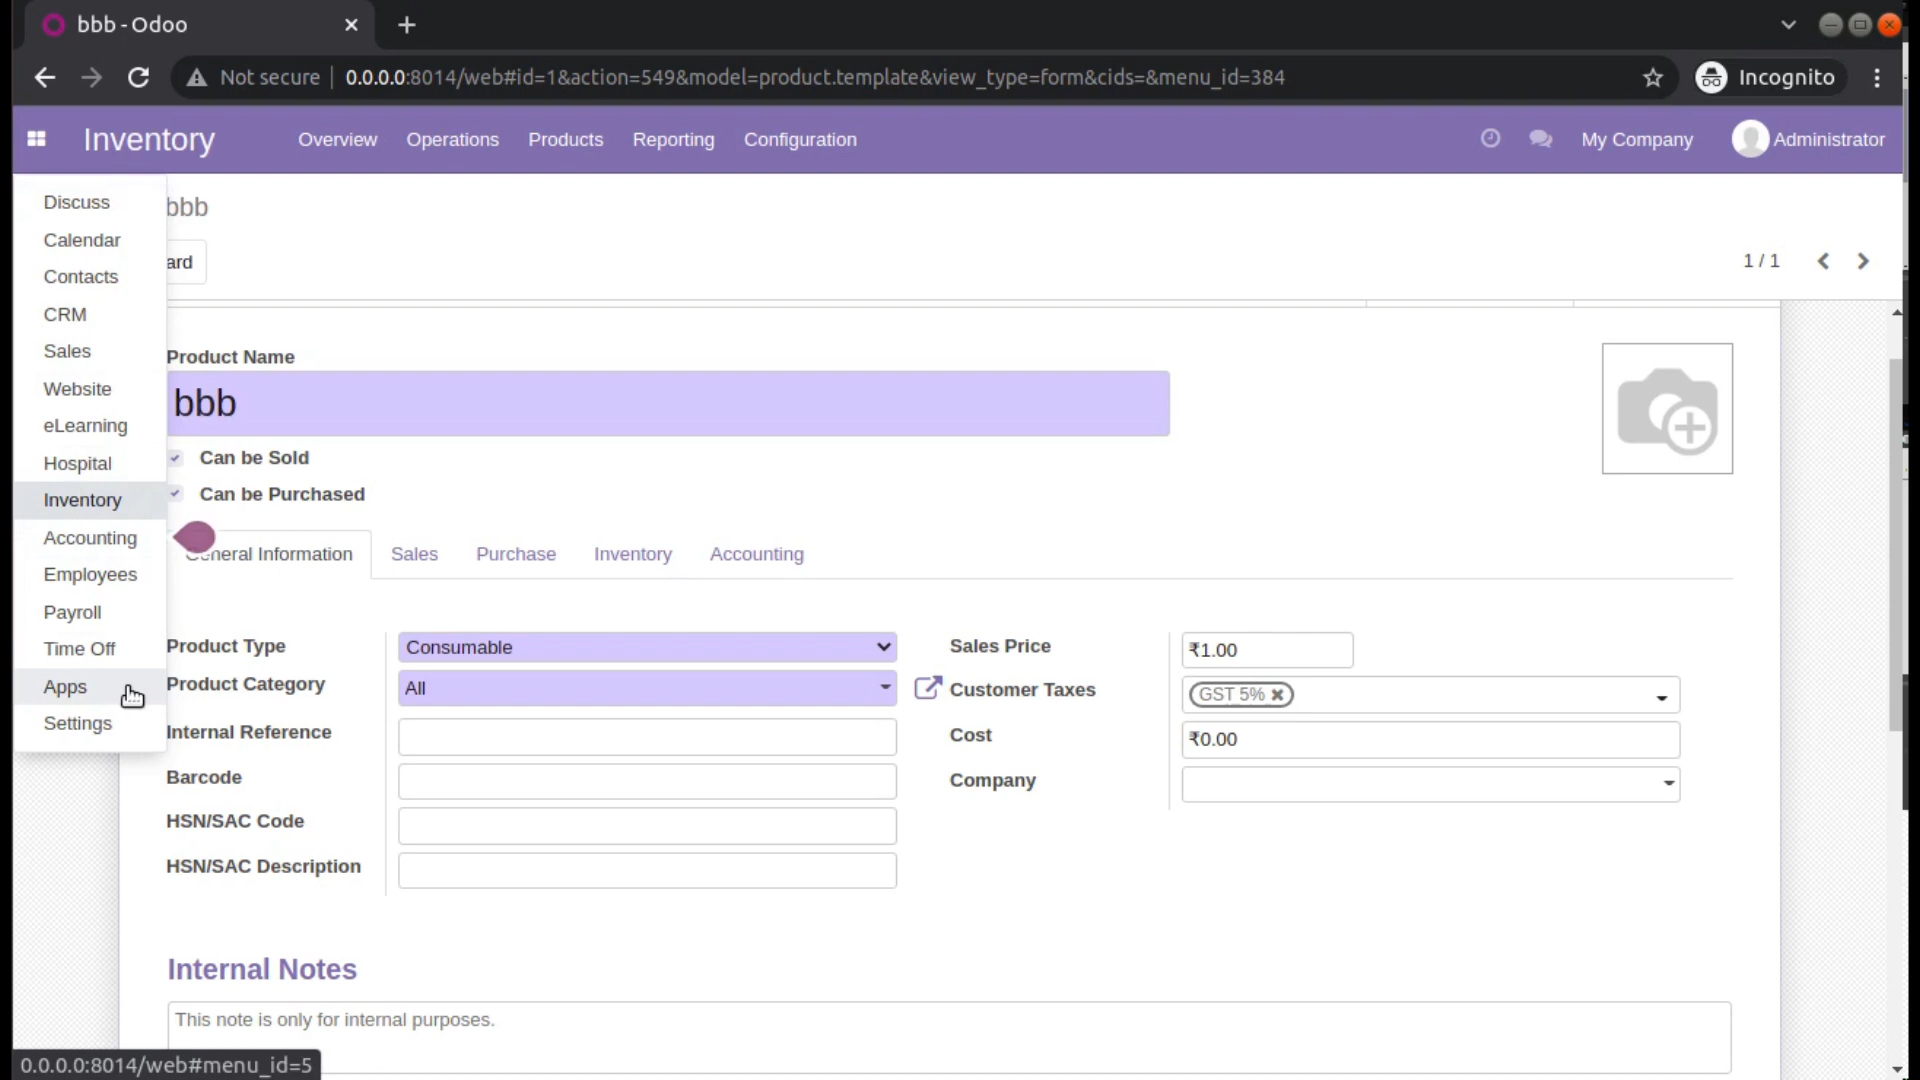 bbb - Odoo
Not secure 0.0.0.0:8014/web#id=1&action=549&model=product.template&view_type=form&cids=&menu_id=384 Incognito
Inventory Overview Operations Products Reporting Configuration My Company Administrator
Discuss
Calendar
Contacts
CRM
Sales
Website
eLearning
Hospital
Inventory
Accounting
Employees
Payroll
Time Off
Apps
Settings
bbb
ard
1 / 1
Product Name
bbb
Can be Sold
Can be Purchased
General Information Sales Purchase Inventory Accounting
Product Type Consumable
Product Category All
Internal Reference
Barcode
HSN/SAC Code
HSN/SAC Description
Sales Price ₹1.00
Customer Taxes GST 5%
Cost ₹0.00
Company
Internal Notes
This note is only for internal purposes.
0.0.0.0:8014/web#menu_id=5